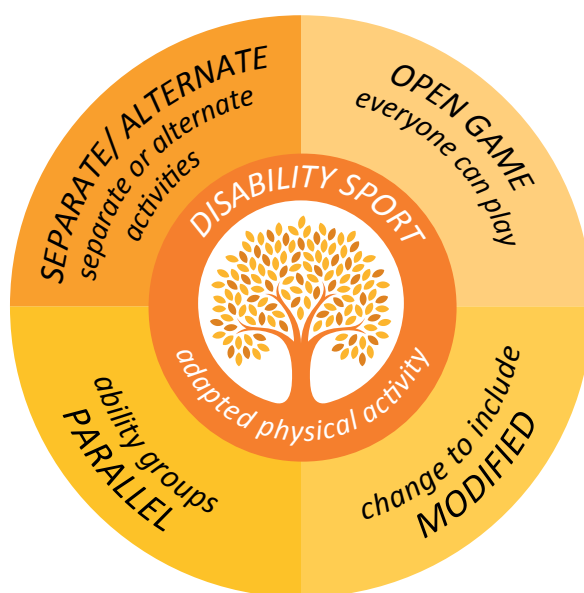 SEPARATE/ ALTERNATE
separate or alternate
activities
OPEN GAME
everyone can play
DISABILITY SPORT
adapted physical activity
ability groups
PARALLEL
change to include
MODIFIED